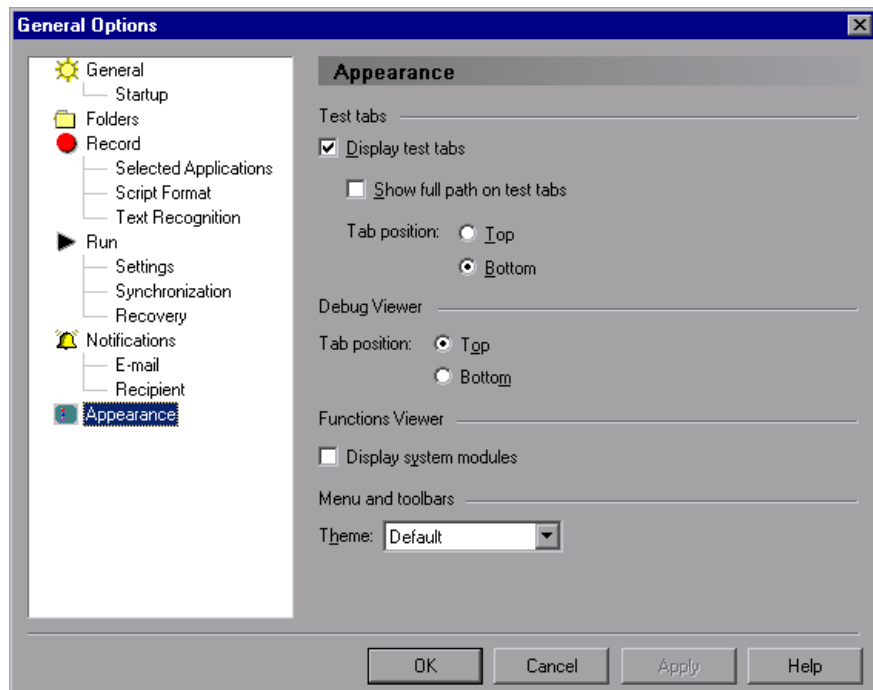 General Options
General
Startup
Folders
Record
Selected Applications
Script Format
Text Recognition
Run
Settings
Synchronization
Recovery
Notifications
E-mail
Recipient
Appearance
Appearance
Test tabs
Display test tabs
Show full path on test tabs
Tab position: Top
Bottom
Debug Viewer
Tab position: Top
Bottom
Functions Viewer
Display system modules
Menu and toolbars
Theme: Default
OK Cancel Apply Help